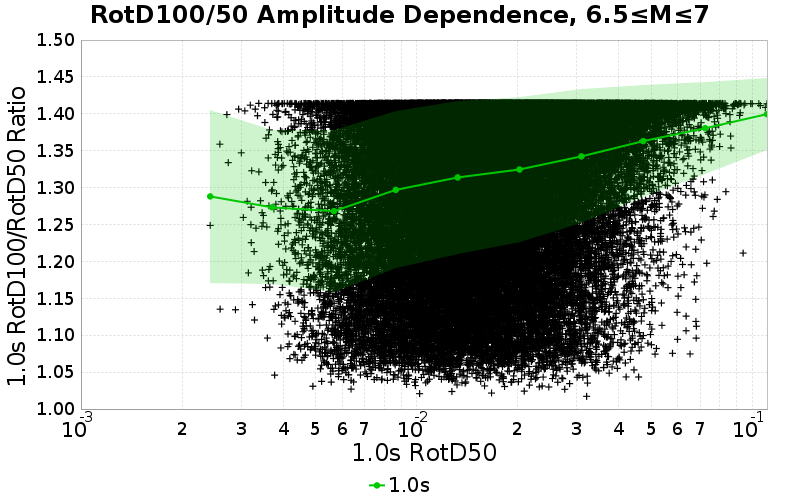 RotD100/50 Amplitude Dependence, 6.5≤M≤7
1.0s RotD100/RotD50 Ratio
1.50
1.45
1.40
1.35
1.30
1.25
1.20
1.15
1.10
1.05
1.00
10-3 2 3 4 5 6 7 10-2 2 3 4 5 6 7 10-1
1.0s RotD50
1.0s